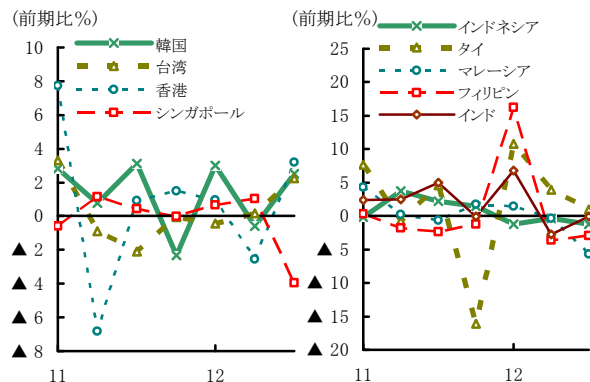 (前期比%)
韓国
台湾
香港
シンガポール
10
8
6
4
2
0
▲ 2
▲ 4
▲ 6
▲ 8
11
12
(前期比%)
インドネシア
タイ
マレーシア
フィリピン
インド
25
20
15
10
5
0
▲ 5
▲ 10
▲ 15
▲ 20
11
12